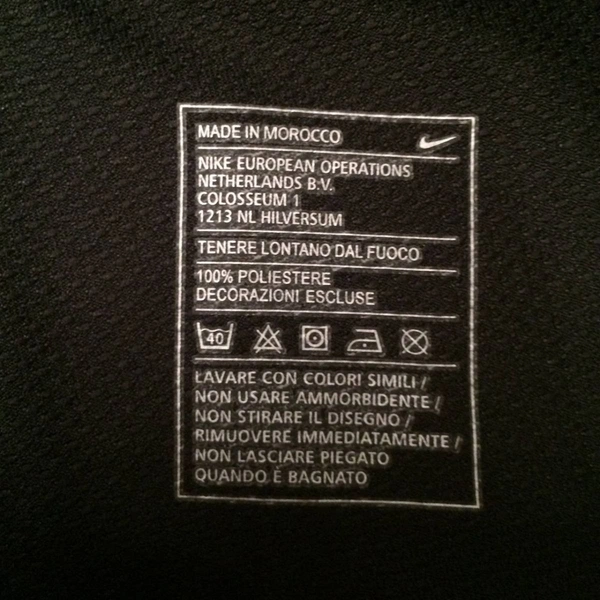 MADE IN MOROCCO
NIKE EUROPEAN OPERATIONS
NETHERLANDS B.V.
COLOSSEUM 1
1213 NL HILVERSUM
TENERE LONTANO DAL FUOCO
100% POLIESTERE
DECORAZIONI ESCLUSE
40
LAVARE CON COLORI SIMILI /
NON USARE AMMORBIDENTE /
NON STIRARE IL DISEGNO /
RIMUOVERE IMMEDIATAMENTE /
NON LASCIARE PIEGATO
QUANDO È BAGNATO